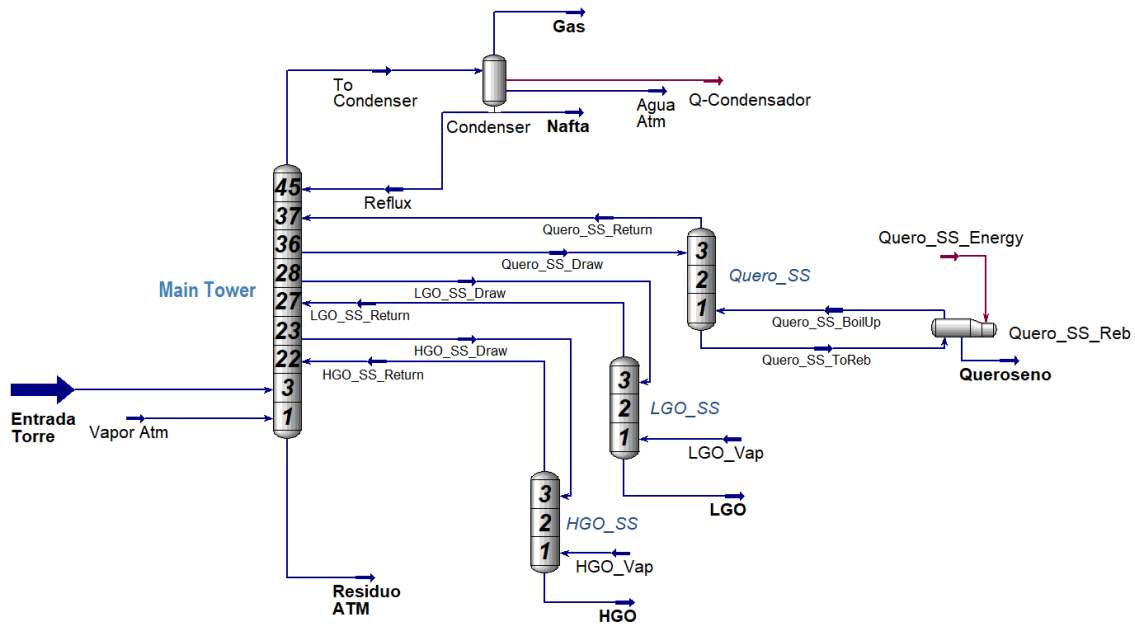 Gas
To
Condenser
Q-Condensador
Agua
Atm
Condenser
Nafta
45
Reflux
37
Quero_SS_Return
36
Quero_SS_Draw
3
Quero_SS
Quero_SS_Energy
28
LGO_SS_Draw
2
Main Tower
27
LGO_SS_Return
1
Quero_SS_BoilUp
Quero_SS_Reb
23
HGO_SS_Draw
Quero_SS_ToReb
22
HGO_SS_Return
Queroseno
3
3
Entrada
Torre
Vapor Atm
1
2
LGO_SS
1
LGO_Vap
3
LGO
2
HGO_SS
1
HGO_Vap
Residuo
ATM
HGO